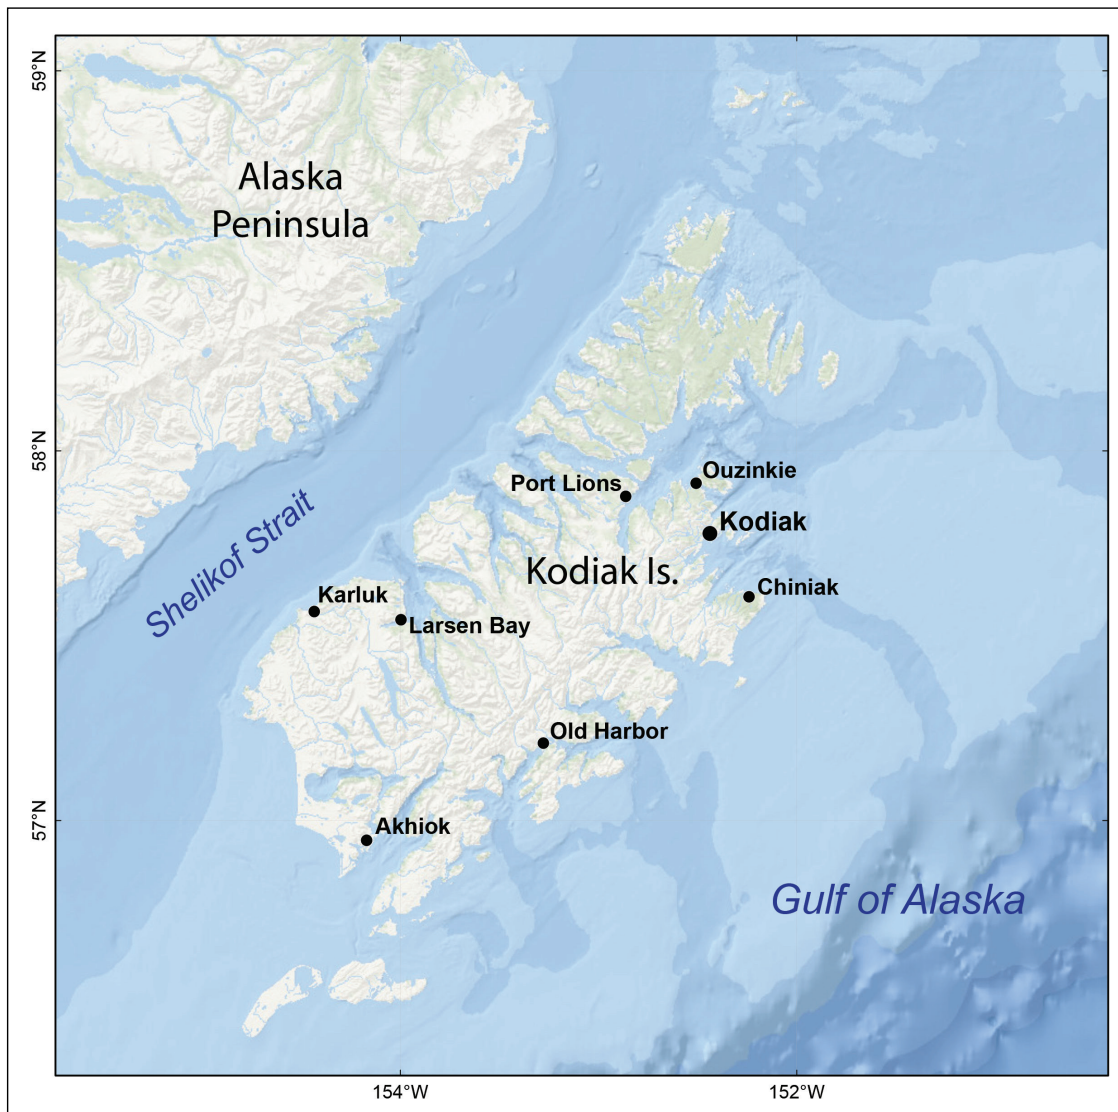 59°N
Alaska
Peninsula
58°N
Ouzinkie
Port Lions
Kodiak
Shelikof Strait
Kodiak Is.
Chiniak
Karluk
Larsen Bay
Old Harbor
57°N
Akhiok
Gulf of Alaska
154°W
152°W